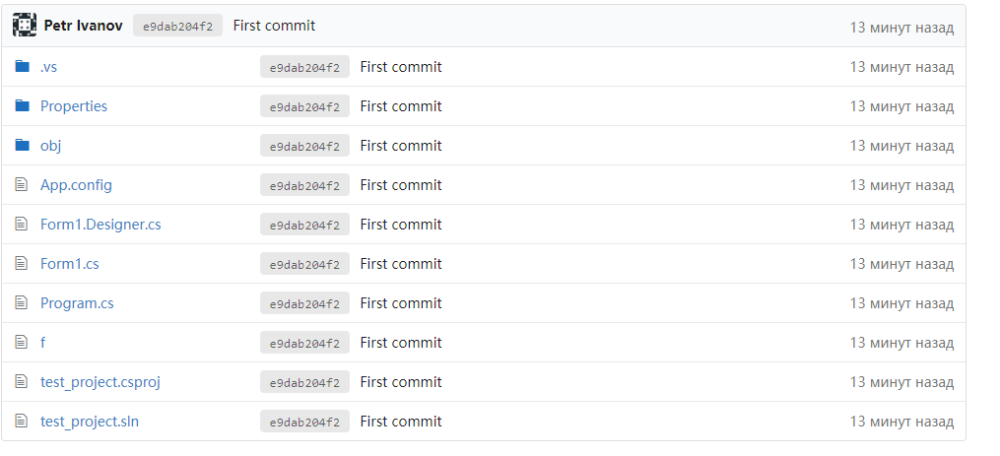 Petr Ivanov e9dab204f2 First commit 13 минут назад
.vs e9dab204f2 First commit 13 минут назад
Properties e9dab204f2 First commit 13 минут назад
obj e9dab204f2 First commit 13 минут назад
App.config e9dab204f2 First commit 13 минут назад
Form1.Designer.cs e9dab204f2 First commit 13 минут назад
Form1.cs e9dab204f2 First commit 13 минут назад
Program.cs e9dab204f2 First commit 13 минут назад
f e9dab204f2 First commit 13 минут назад
test_project.csproj e9dab204f2 First commit 13 минут назад
test_project.sln e9dab204f2 First commit 13 минут назад